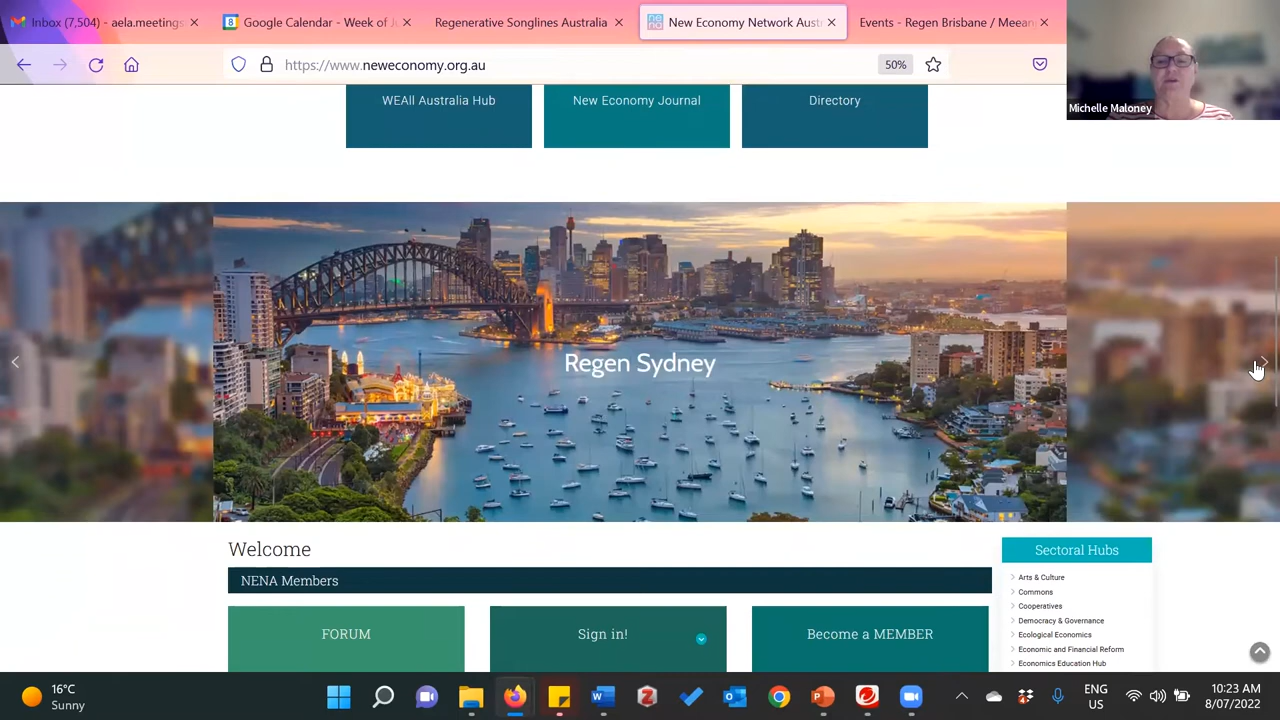 Inbox (7,504) - aela.meetings
Google Calendar - Week of J
Regenerative Songlines Australia
New Economy Network Aust
Events - Regen Brisbane / Meean
https://www.neweconomy.org.au
50%
Michelle Maloney
WEAll Australia Hub
New Economy Journal
Directory
Regen Sydney
Welcome
NENA Members
FORUM
Sign in!
Become a MEMBER
Sectoral Hubs
Arts & Culture
Commons
Cooperatives
Democracy & Governance
Ecological Economics
Economic and Financial Reform
Economics Education Hub
16°C
Sunny
ENG
US
10:23 AM
8/07/2022